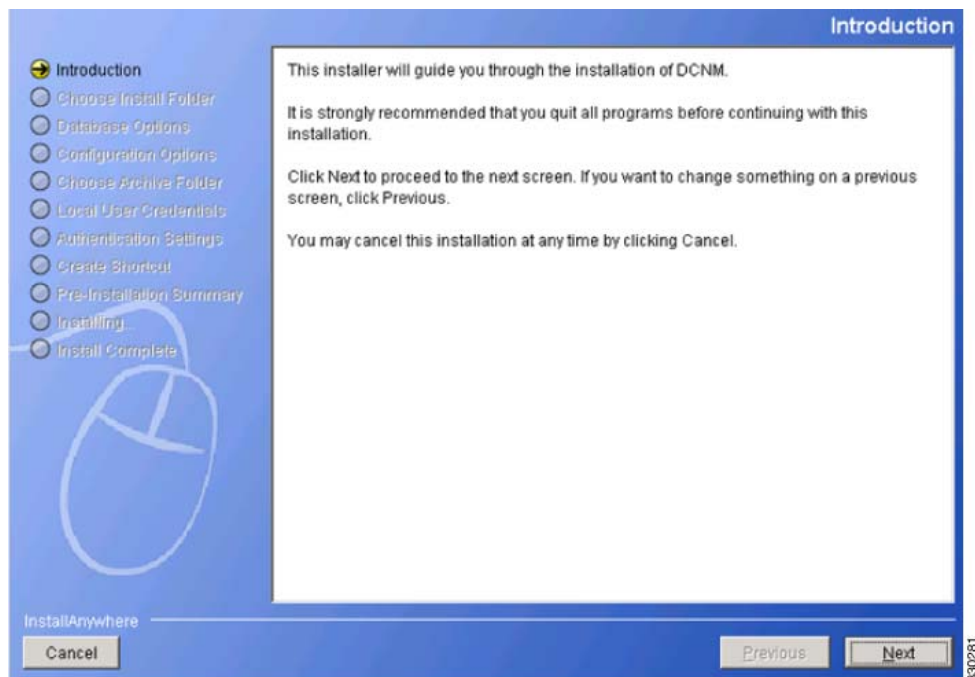 Introduction
Introduction
Choose Install Folder
Database Options
Configuration Options
Choose Archive Folder
Local User Credentials
Authentication Settings
Create Shortcut
Pre-Installation Summary
Installing...
Install Complete
This installer will guide you through the installation of DCNM.
It is strongly recommended that you quit all programs before continuing with this
installation.
Click Next to proceed to the next screen. If you want to change something on a previous
screen, click Previous.
You may cancel this installation at any time by clicking Cancel.
InstallAnywhere
Cancel
Previous
Next